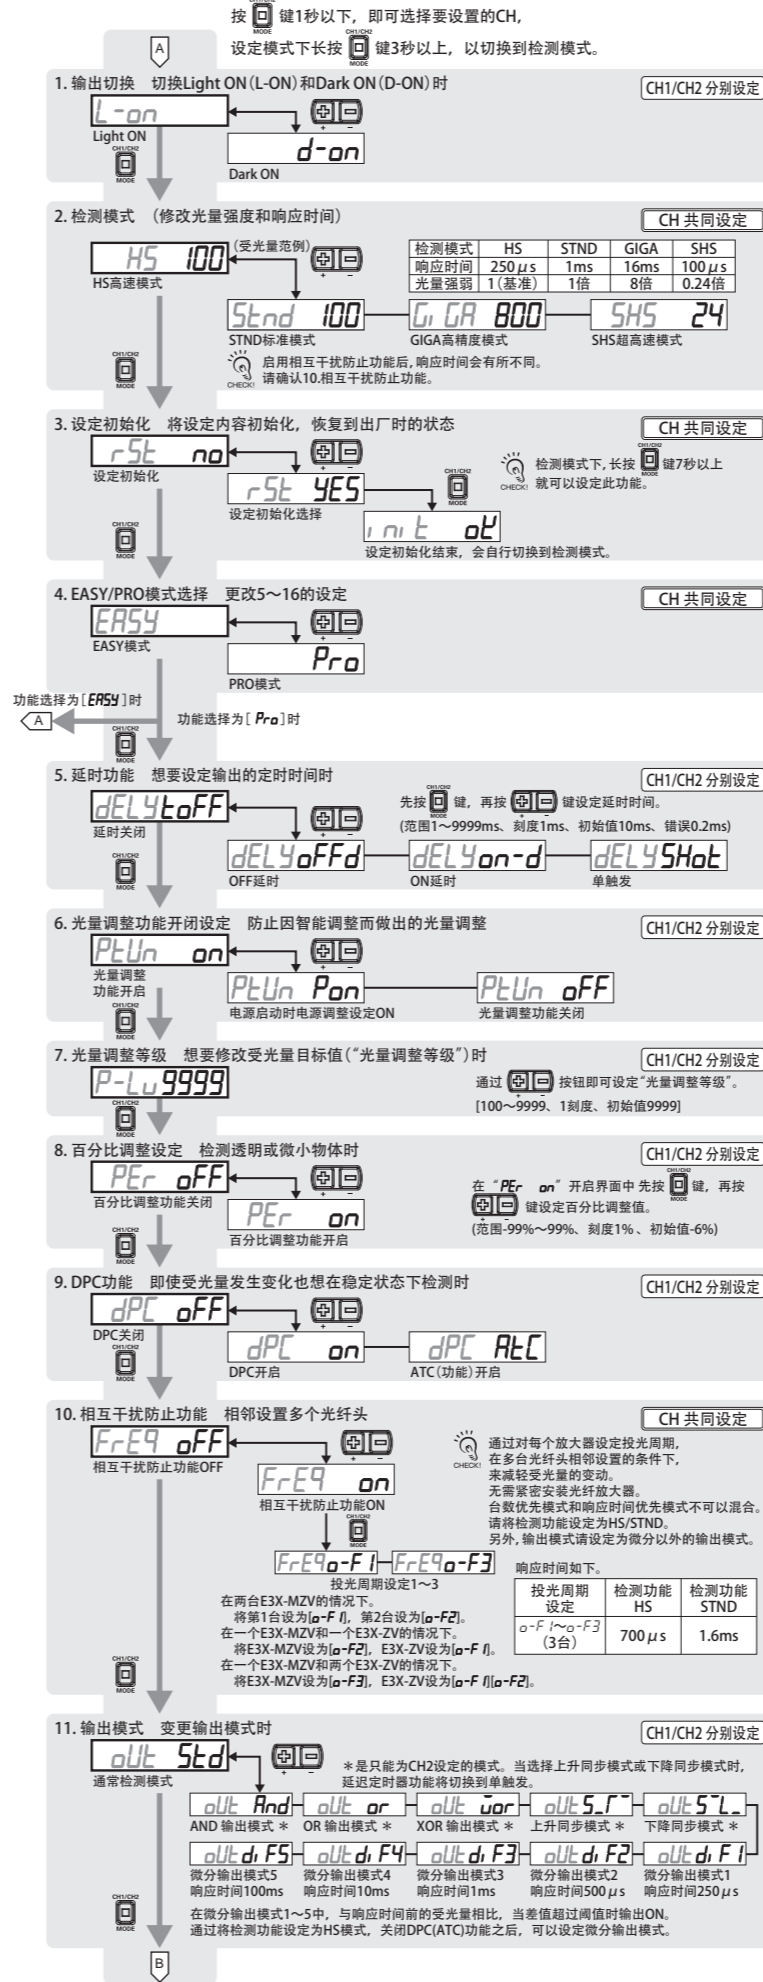 按 CH1/CH2 MODE 键1秒以下，即可选择要设置的CH，
设定模式下长按 CH1/CH2 MODE 键3秒以上，以切换到检测模式。
A
1. 输出切换 切换Light ON（L-ON）和Dark ON（D-ON）时
CH1/CH2 分别设定
L-on
Light ON
+ -
d-on
Dark ON
CH1/CH2
MODE
2. 检测模式 （修改光量强度和响应时间）
CH 共同设定
HS 100
(受光量范例)
HS高速模式
+ -
检测模式 HS STND GIGA SHS
响应时间 250μs 1ms 16ms 100μs
光量强弱 1(基准) 1倍 8倍 0.24倍
Stnd 100
GiGA 800
SHS 24
STND标准模式
GIGA高精度模式
SHS超高速模式
CHECK!
启用相互干扰防止功能后，响应时间会有所不同。
请确认10.相互干扰防止功能。
CH1/CH2
MODE
3. 设定初始化 将设定内容初始化，恢复到出厂时的状态
CH 共同设定
rSt no
设定初始化
+ -
rSt YES
设定初始化选择
CH1/CH2
MODE
init oK
设定初始化结束，会自行切换到检测模式。
CHECK!
检测模式下，长按 CH1/CH2 MODE 键7秒以上
就可以设定此功能。
CH1/CH2
MODE
4. EASY/PRO模式选择 更改5～16的设定
CH 共同设定
EASY
EASY模式
+ -
Pro
PRO模式
功能选择为[EASY]时
A
功能选择为[Pro]时
CH1/CH2
MODE
5. 延时功能 想要设定输出的定时时间时
CH1/CH2 分别设定
dELY toFF
延时关闭
+ -
先按 CH1/CH2 MODE 键，再按 + - 键设定延时时间。
(范围1～9999ms、刻度1ms、初始值10ms、错误0.2ms)
dELY oFFd
dELY on-d
dELY SHot
OFF延时
ON延时
单触发
CH1/CH2
MODE
6. 光量调整功能开闭设定 防止因智能调整而做出的光量调整
CH1/CH2 分别设定
PtUn on
光量调整
功能开启
+ -
PtUn Pon
PtUn oFF
电源启动时电源调整设定ON
光量调整功能关闭
CH1/CH2
MODE
7. 光量调整等级 想要修改受光量目标值(“光量调整等级”)时
CH1/CH2 分别设定
P-Lv 9999
通过 + - 按钮即可设定“光量调整等级”。
[100～9999、1刻度、初始值9999]
CH1/CH2
MODE
8. 百分比调整设定 检测透明或微小物体时
CH1/CH2 分别设定
PEr oFF
百分比调整功能关闭
+ -
PEr on
百分比调整功能开启
在“PEr on”开启界面中 先按 CH1/CH2 MODE 键，再按
+ - 键设定百分比调整值。
(范围-99%～99%、刻度1% 、初始值-6%)
CH1/CH2
MODE
9. DPC功能 即使受光量发生变化也想在稳定状态下检测时
CH1/CH2 分别设定
dPC oFF
DPC关闭
+ -
dPC on
dPC AtC
DPC开启
ATC(功能)开启
CH1/CH2
MODE
10. 相互干扰防止功能 相邻设置多个光纤头
CH 共同设定
FrEq oFF
相互干扰防止功能OFF
+ -
FrEq on
相互干扰防止功能ON
CH1/CH2
MODE
FrEq o-F1
FrEq o-F3
投光周期设定1～3
CHECK!
通过对每个放大器设定投光周期，
在多台光纤头相邻设置的条件下，
来减轻受光量的变动。
无需紧密安装光纤放大器。
台数优先模式和响应时间优先模式不可以混合。
请将检测功能设定为HS/STND。
另外，输出模式请设定为微分以外的输出模式。
响应时间如下。
投光周期设定 检测功能HS 检测功能STND
o-F1～o-F3(3台) 700μs 1.6ms
在两台E3X-MZV的情况下。
将第1台设为[o-F1]，第2台设为[o-F2]。
在一个E3X-MZV和一个E3X-ZV的情况下。
将E3X-MZV设为[o-F2]，E3X-ZV设为[o-F1]。
在一个E3X-MZV和两个E3X-ZV的情况下。
将E3X-MZV设为[o-F3]，E3X-ZV设为[o-F1][o-F2]。
CH1/CH2
MODE
11. 输出模式 变更输出模式时
CH1/CH2 分别设定
oUt Std
通常检测模式
+ -
＊是只能为CH2设定的模式。当选择上升同步模式或下降同步模式时，
延迟定时器功能将切换到单触发。
oUt And
oUt or
oUt
oUt
oUt
AND 输出模式 ＊
OR 输出模式 ＊
XOR 输出模式 ＊
上升同步模式 ＊
下降同步模式 ＊
oUt diF5
oUt diF4
oUt diF3
oUt diF2
oUt diF1
微分输出模式5
微分输出模式4
微分输出模式3
微分输出模式2
微分输出模式1
响应时间100ms
响应时间10ms
响应时间1ms
响应时间500μs
响应时间250μs
在微分输出模式1～5中，与响应时间前的受光量相比，当差值超过阈值时输出ON。
通过将检测功能设定为HS模式，关闭DPC(ATC)功能之后，可以设定微分输出模式。
CH1/CH2
MODE
B